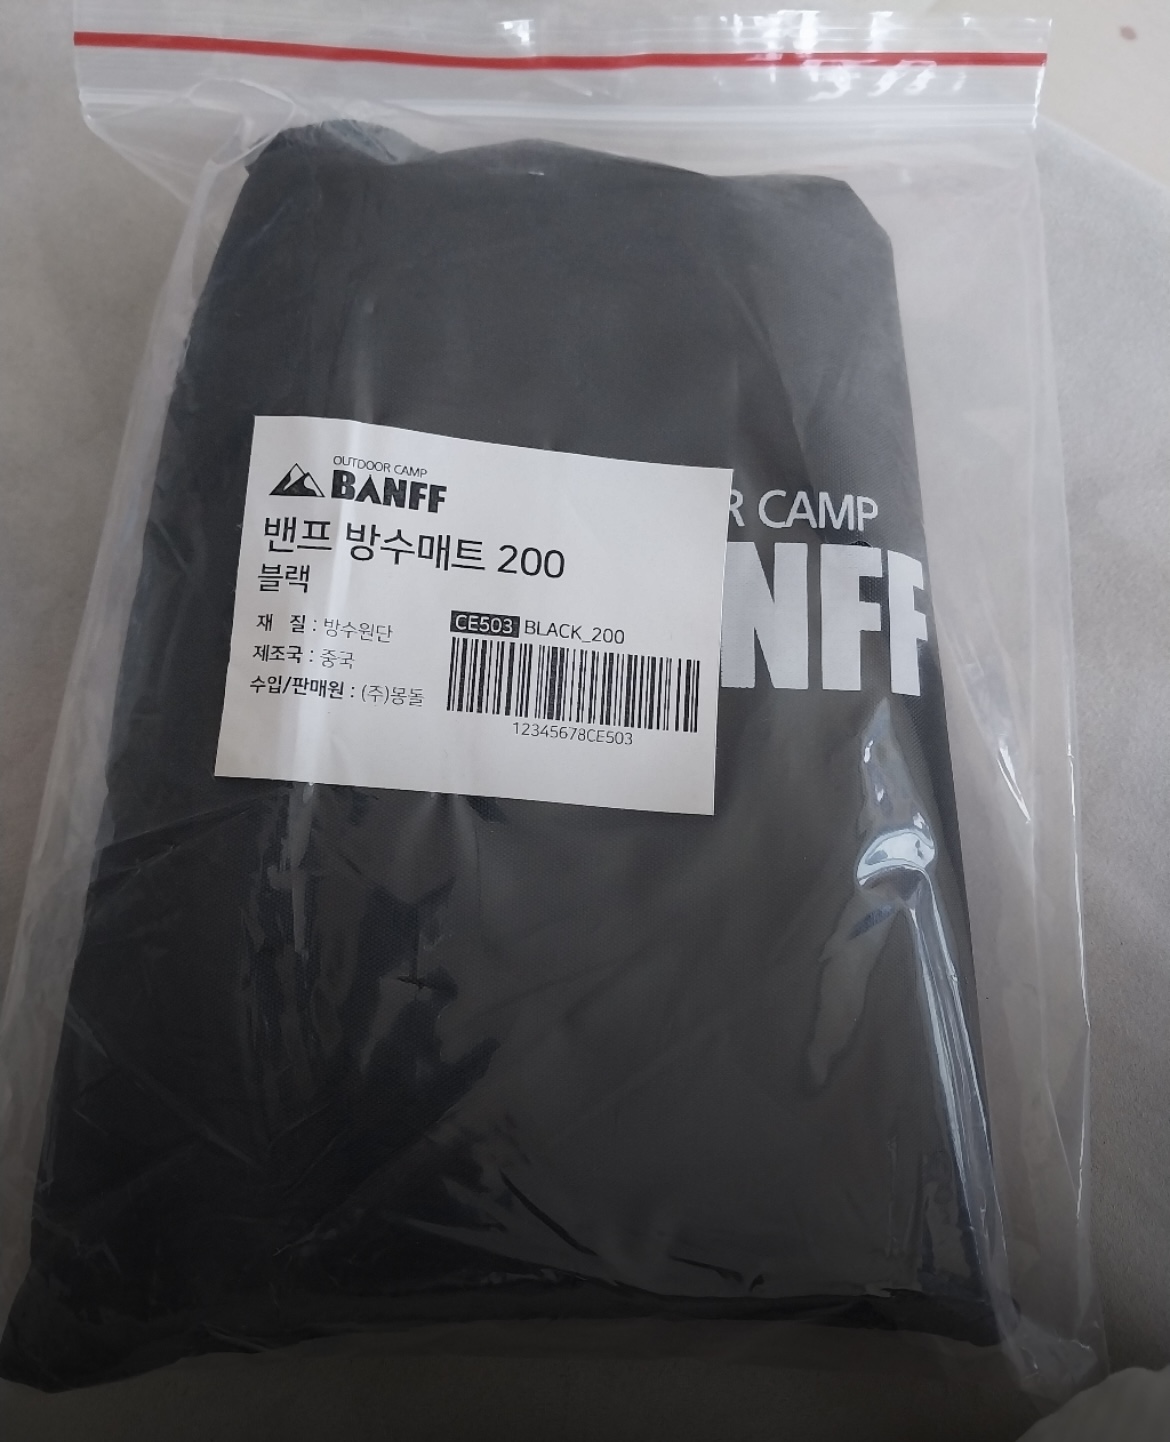 OUTDOOR CAMP
BANFF
밴프 방수매트 200
블랙
재 질 : 방수원단
제조국 : 중국
수입/판매원 : (주)몽돌
CE503 BLACK_200
12345678CE503
R CAMP
NFF